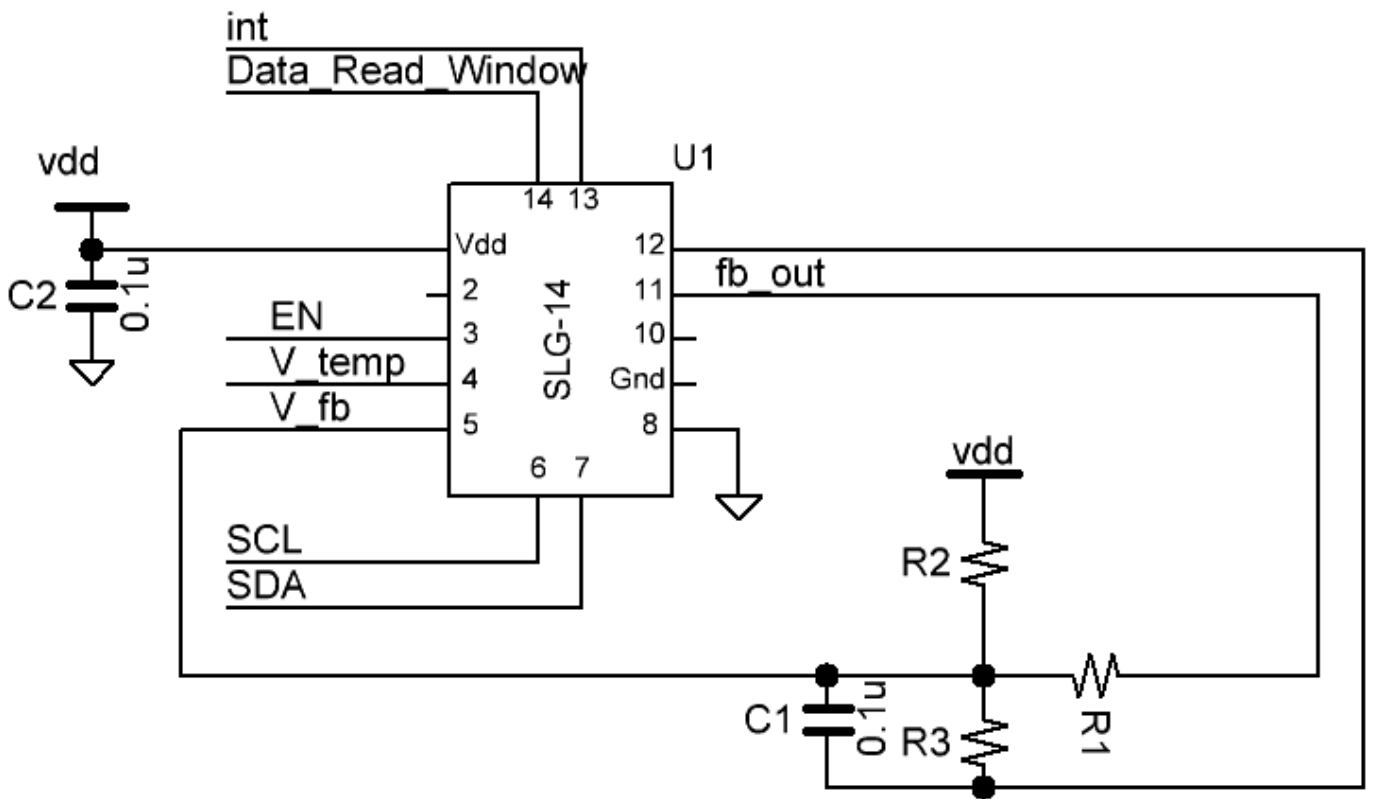 int
Data_Read_Window
vdd
U1
14 13
Vdd
12
C2
0.1u
2
fb_out
11
SLG-14
EN
3
10
V_temp
4
Gnd
V_fb
5
8
6 7
vdd
SCL
SDA
R2
C1
0.1u
R3
R1